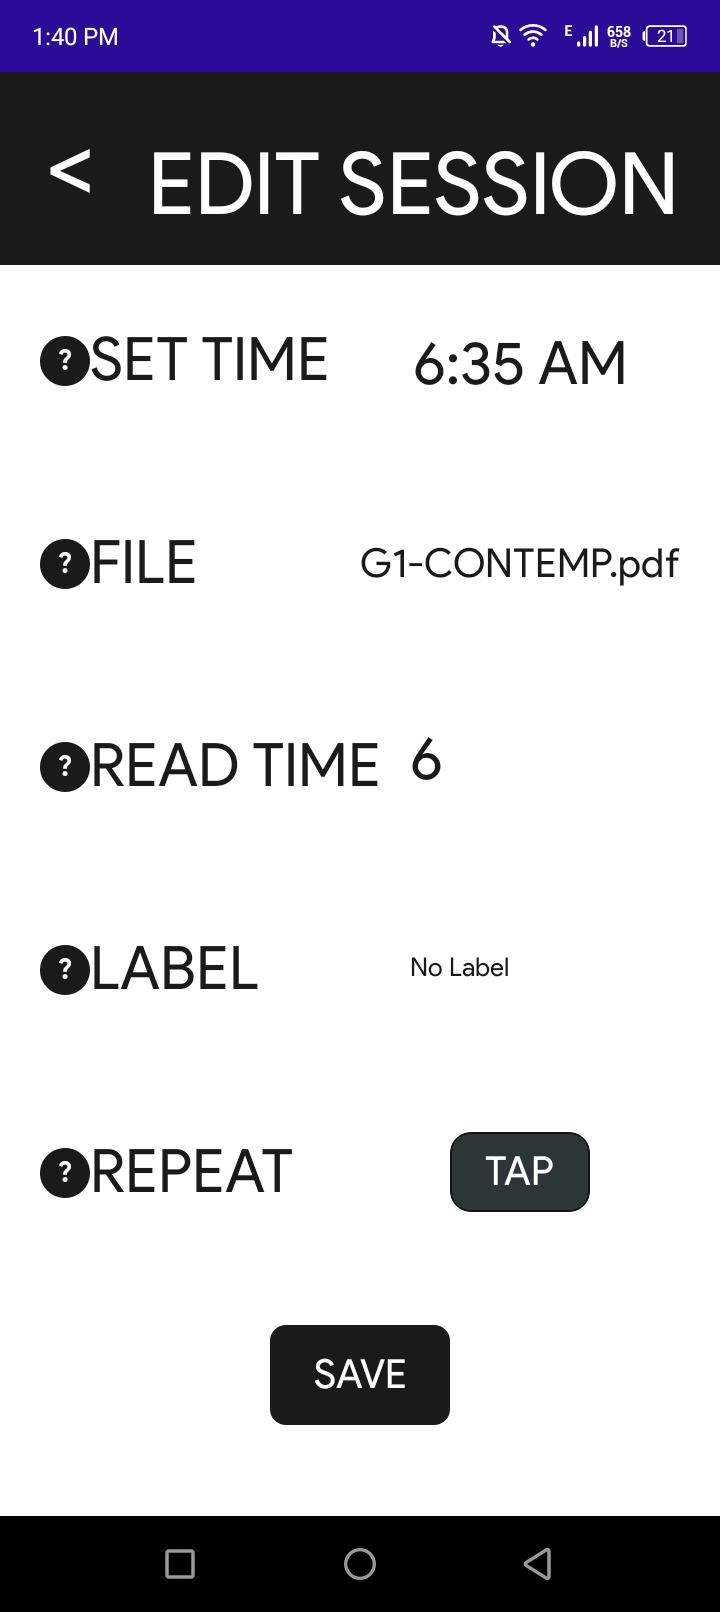 1:40 PM E 658 B/S 21
< EDIT SESSION
? SET TIME 6:35 AM
? FILE G1-CONTEMP.pdf
? READ TIME 6
? LABEL No Label
? REPEAT TAP
SAVE